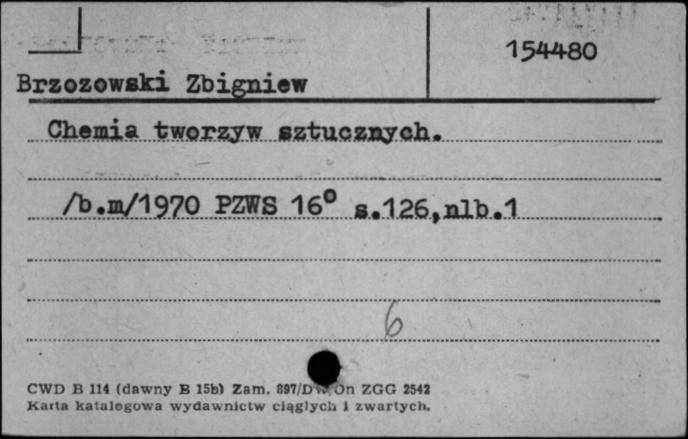 154480
Brzozowski Zbigniew
Chemia tworzyw sztucznych.
/b.m/1970 PZWS 16° s.126,nlb.1
6
CWD B 114 (dawny B 15b) Zam. 897/Dw/On ZGG 2542
Karta katalogowa wydawnictw ciągłych i zwartych.